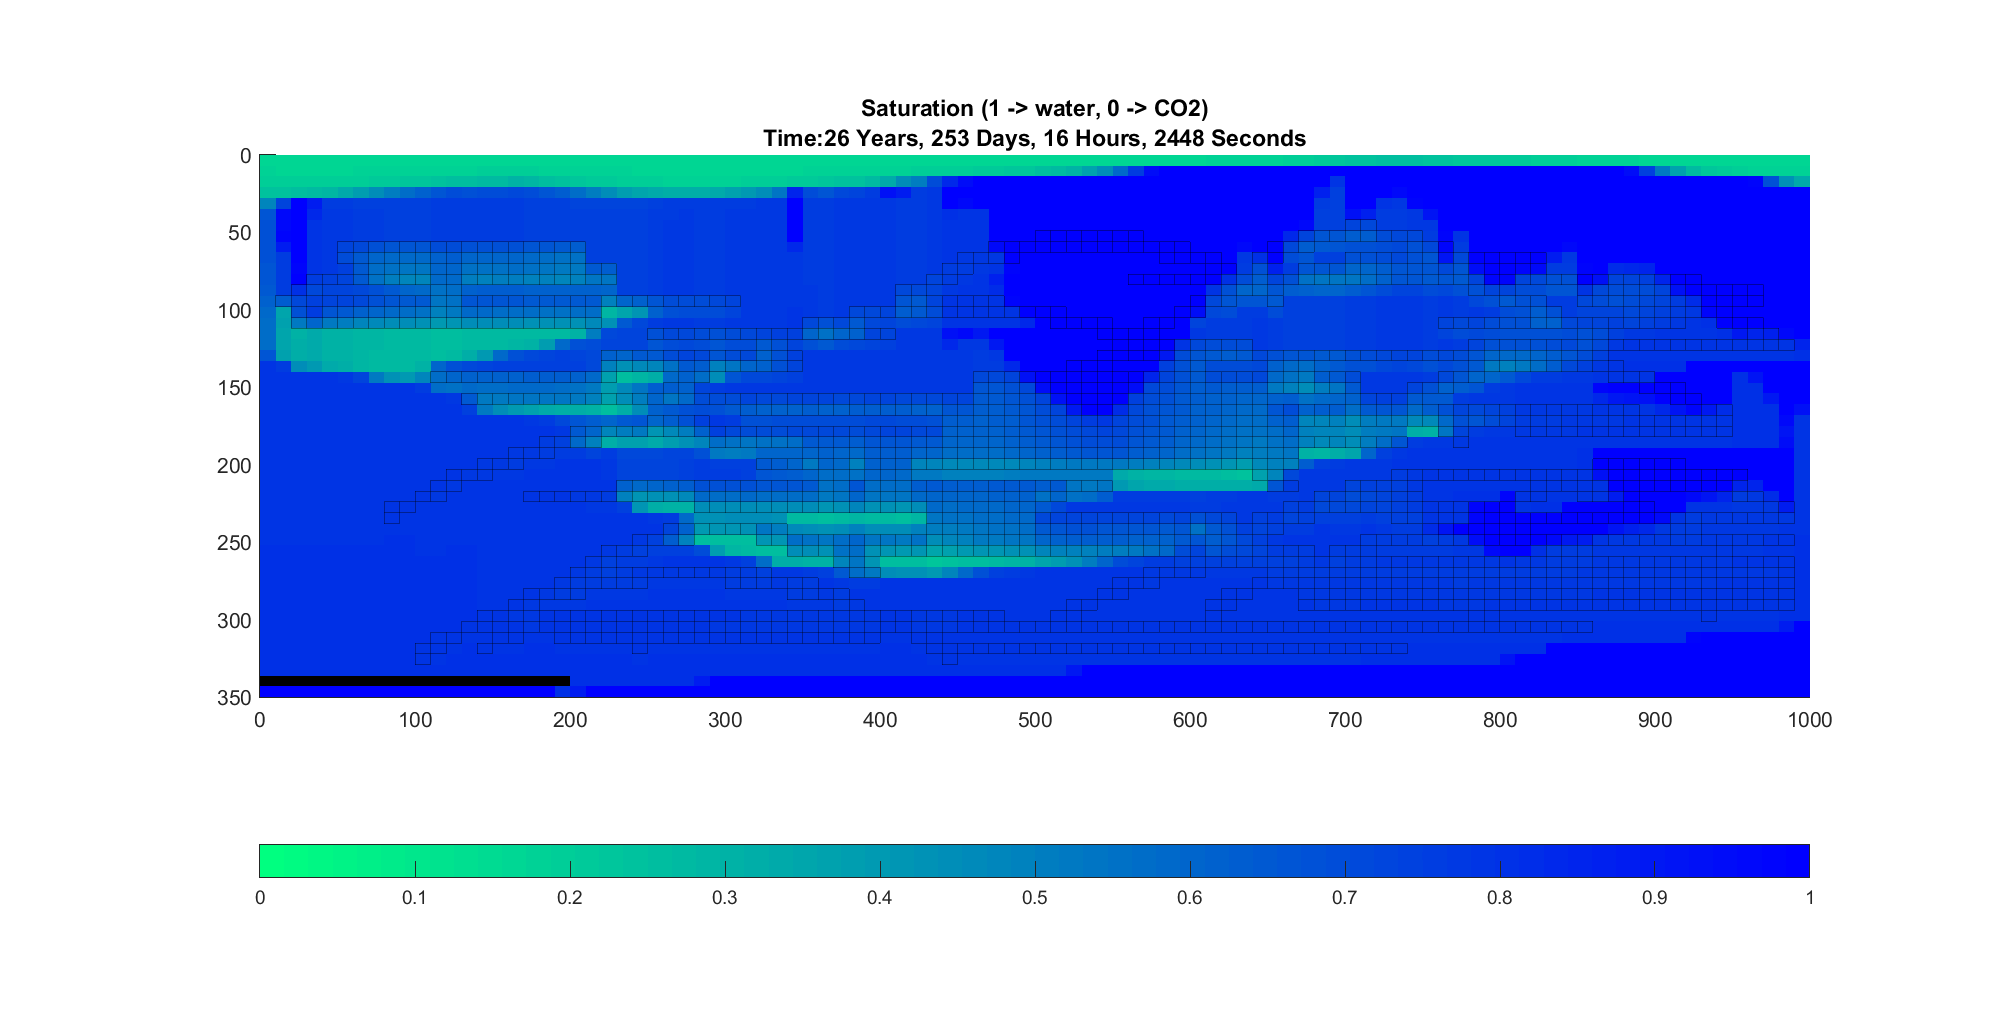 Saturation (1 -> water, 0 -> CO2)
Time:26 Years, 253 Days, 16 Hours, 2448 Seconds
0
50
100
150
200
250
300
350
0 100 200 300 400 500 600 700 800 900 1000
0 0.1 0.2 0.3 0.4 0.5 0.6 0.7 0.8 0.9 1